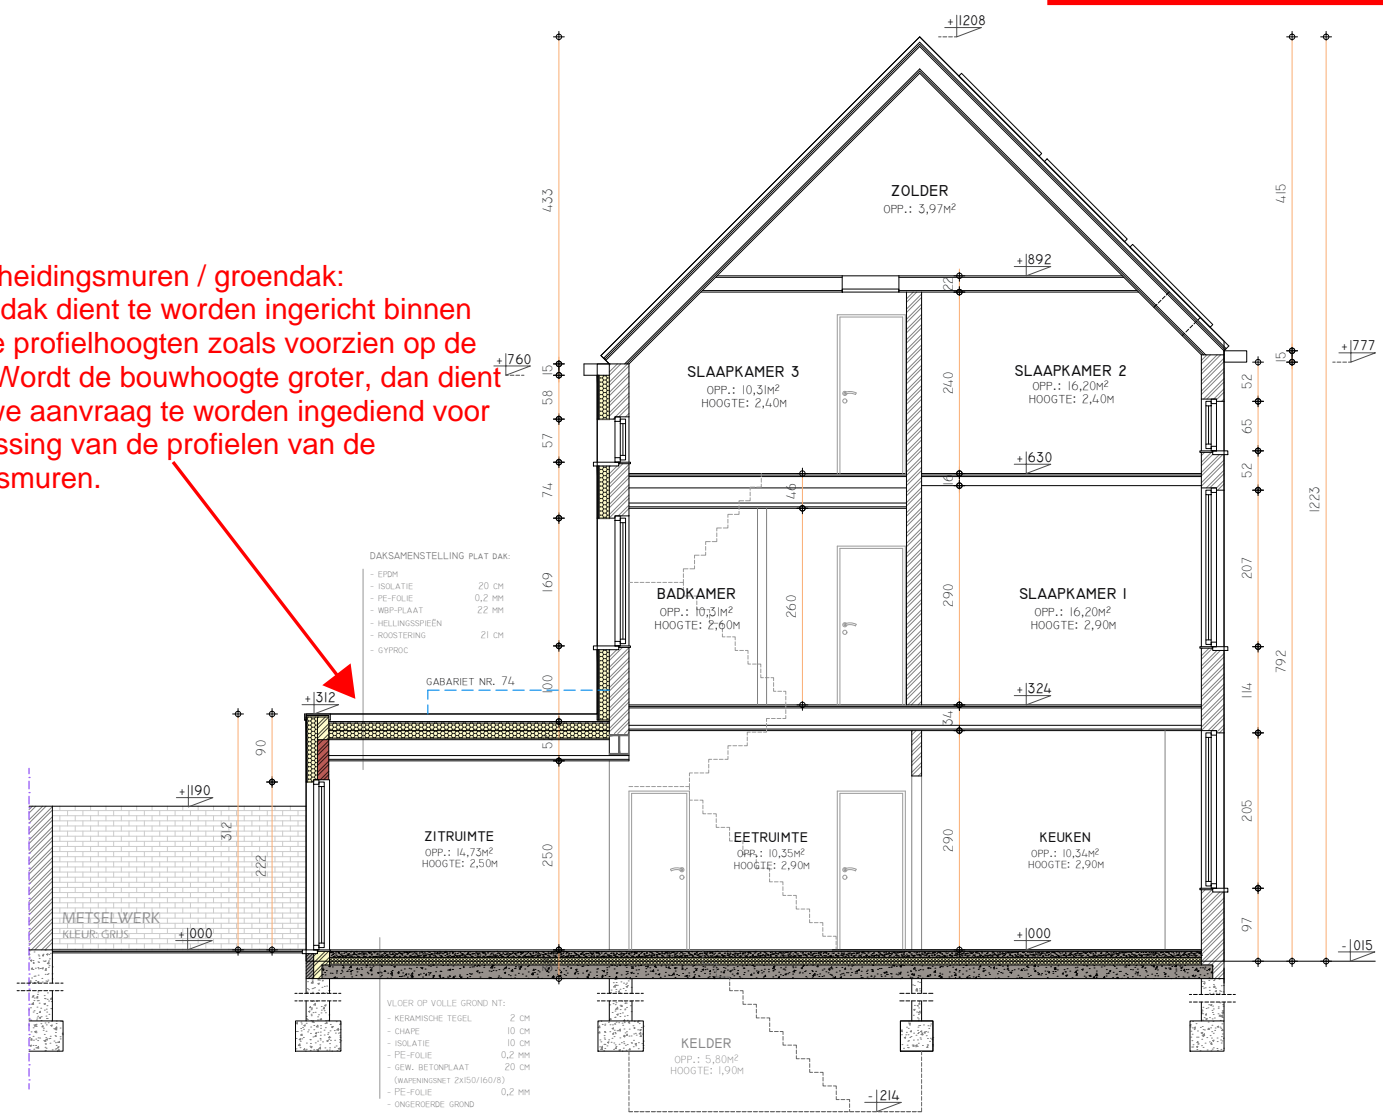 +1208
ZOLDER
OPP.: 3,97M²
433
415
heidingsmuren / groendak:
dak dient te worden ingericht binnen
e profielhoogten zoals voorzien op de
Wordt de bouwhoogte groter, dan dient
we aanvraag te worden ingediend voor
ssing van de profielen van de
smuren.
+892
22
+760
+777
15
15
SLAAPKAMER 3
OPP.: 10,31M²
HOOGTE: 2,40M
240
SLAAPKAMER 2
OPP.: 16,20M²
HOOGTE: 2,40M
58
57
74
52
65
52
+630
16
46
1223
DAKSAMENSTELLING PLAT DAK:
- EPDM
- ISOLATIE 20 CM
- PE-FOLIE 0,2 MM
- WBP-PLAAT 22 MM
- HELLINGSSPIEËN
- ROOSTERING 21 CM
- GYPROC
169
207
BADKAMER
OPP.: 10,31M²
HOOGTE: 2,60M
260
290
SLAAPKAMER 1
OPP.: 16,20M²
HOOGTE: 2,90M
792
GABARIET NR. 74
100
114
+312
+324
34
90
5
+190
312
222
ZITRUIMTE
OPP.: 14,73M²
HOOGTE: 2,50M
250
EETRUIMTE
OPP.: 10,35M²
HOOGTE: 2,90M
290
KEUKEN
OPP.: 10,34M²
HOOGTE: 2,90M
205
97
METSELWERK
KLEUR: GRIJS
+000
+000
-015
VLOER OP VOLLE GROND NT:
- KERAMISCHE TEGEL 2 CM
- CHAPE 10 CM
- ISOLATIE 10 CM
- PE-FOLIE 0,2 MM
- GEW. BETONPLAAT 20 CM
(WAPENINGSNET 2X150/160/8)
- PE-FOLIE 0,2 MM
- ONGEROERDE GROND
KELDER
OPP.: 5,80M²
HOOGTE: 1,90M
-214